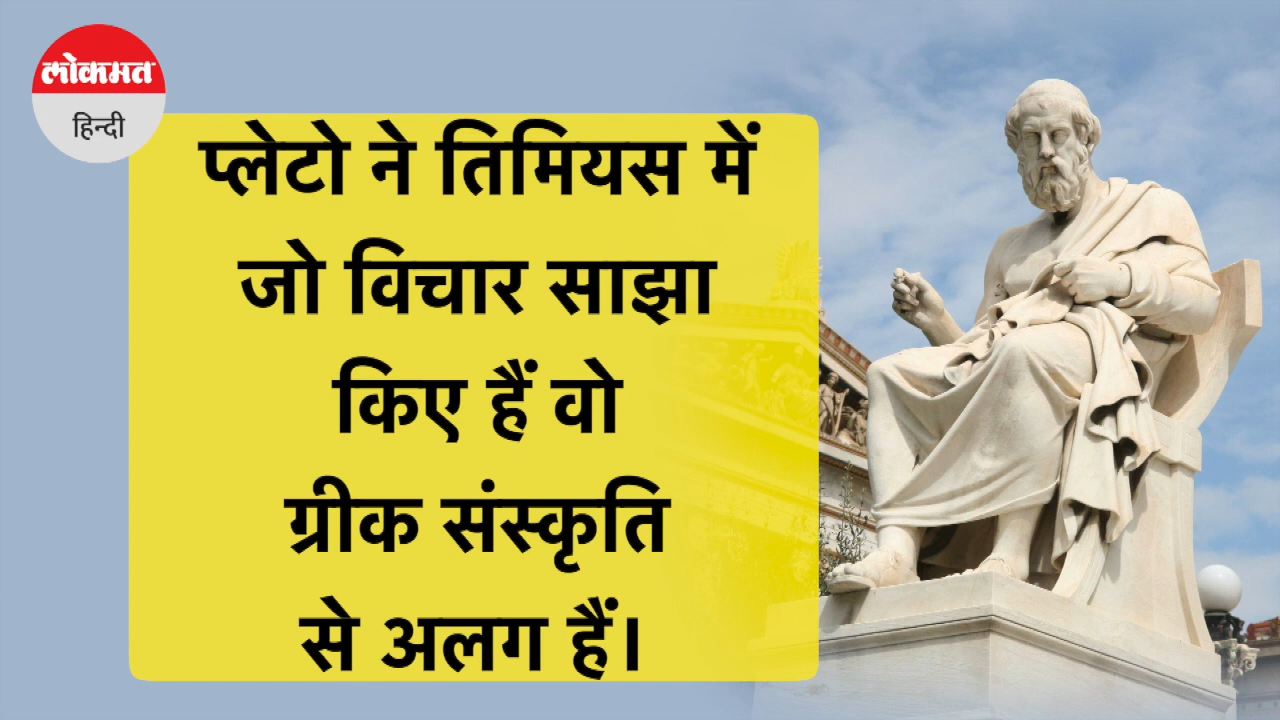 लोकमत
हिन्दी
प्लेटो ने तिमियस में
जो विचार साझा
किए हैं वो
ग्रीक संस्कृति
से अलग हैं।